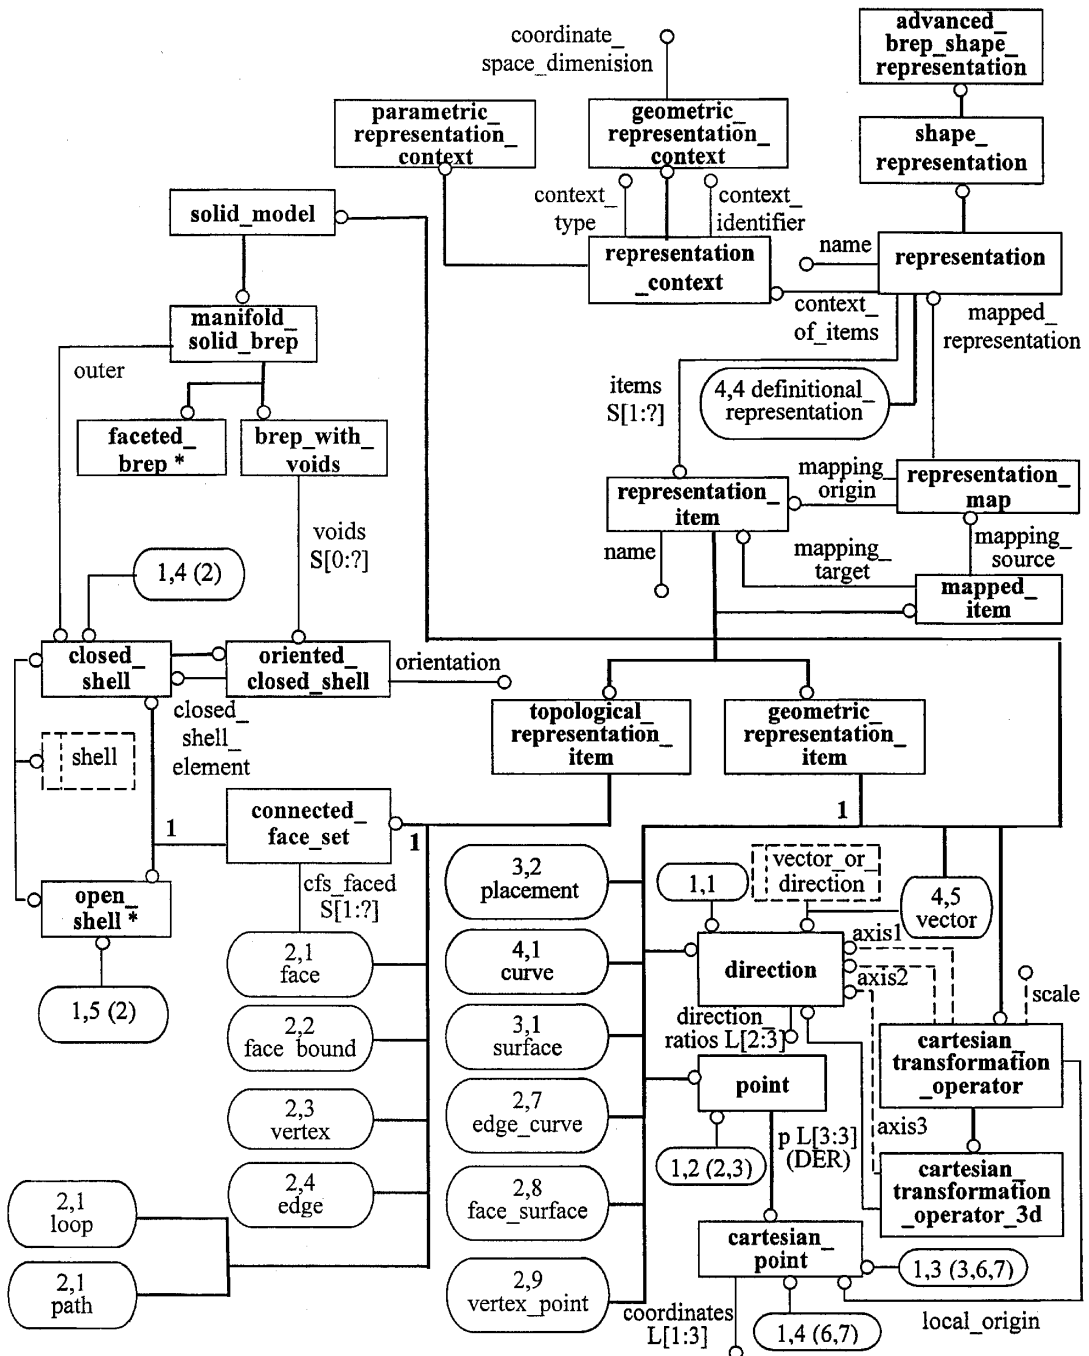 coordinate_
space_dimenision
advanced_
brep_shape_
representation
parametric_
representation_
context
geometric_
representation_
context
shape_
representation
solid_model
context_
type
context_
identifier
representation
_context
name
representation
manifold_
solid_brep
context_
of_items
mapped_
representation
outer
items
S[1:?]
4,4 definitional_
representation
faceted_
brep *
brep_with_
voids
representation_
item
mapping_
origin
representation_
map
voids
S[0:?]
name
mapping_
target
mapping_
source
1,4 (2)
mapped_
item
closed_
shell
oriented_
closed_shell
orientation
closed_
shell_
element
topological_
representation_
item
geometric_
representation_
item
shell
connected_
face_set
1
1
1
3,2
placement
vector_or_
direction
1,1
4,5
vector
open_
shell *
cfs_faced
S[1:?]
axis1
2,1
face
4,1
curve
direction
axis2
scale
1,5 (2)
2,2
face_bound
3,1
surface
direction_
ratios L[2:3]
cartesian_
transformation
_operator
point
2,3
vertex
2,7
edge_curve
p L[3:3]
(DER)
axis3
1,2 (2,3)
2,4
edge
2,8
face_surface
cartesian_
transformation
_operator_3d
2,1
loop
cartesian_
point
1,3 (3,6,7)
2,1
path
2,9
vertex_point
coordinates
L[1:3]
1,4 (6,7)
local_origin